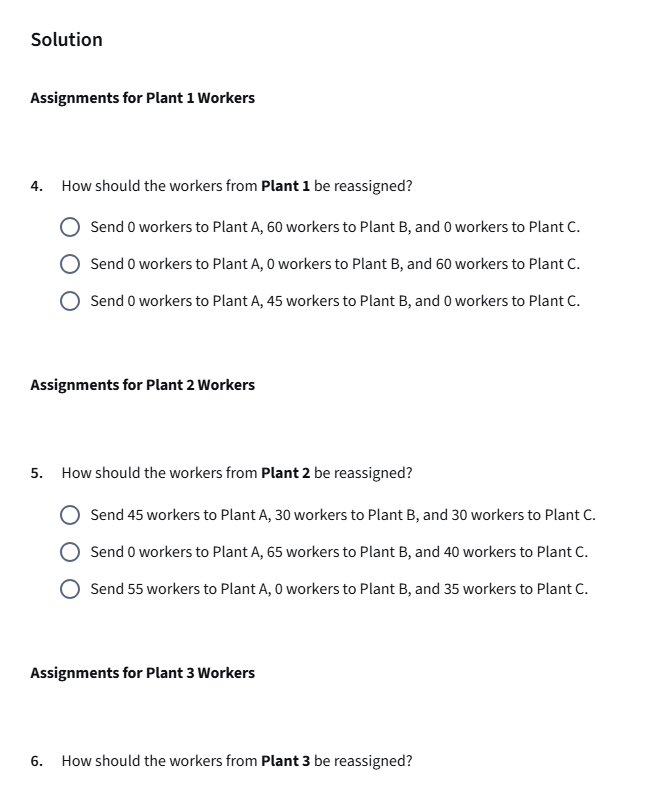 Solution
Assignments for Plant 1 Workers
4. How should the workers from Plant 1 be reassigned?
Send 0 workers to Plant A, 60 workers to Plant B, and 0 workers to Plant C.
Send 0 workers to Plant A, 0 workers to Plant B, and 60 workers to Plant C.
Send 0 workers to Plant A, 45 workers to Plant B, and 0 workers to Plant C.
Assignments for Plant 2 Workers
5. How should the workers from Plant 2 be reassigned?
Send 45 workers to Plant A, 30 workers to Plant B, and 30 workers to Plant C.
Send 0 workers to Plant A, 65 workers to Plant B, and 40 workers to Plant C.
Send 55 workers to Plant A, 0 workers to Plant B, and 35 workers to Plant C.
Assignments for Plant 3 Workers
6. How should the workers from Plant 3 be reassigned?